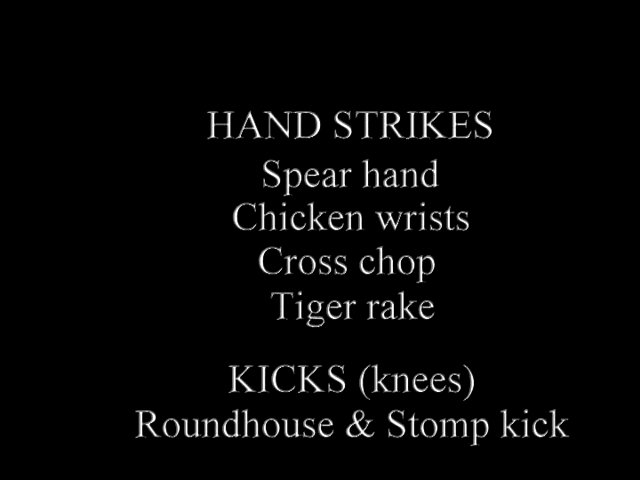 HAND STRIKES
Spear hand
Chicken wrists
Cross chop
Tiger rake
KICKS (knees)
Roundhouse & Stomp kick